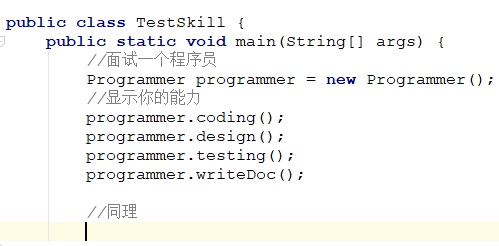 public class TestSkill {
public static void main(String[] args) {
//面试一个程序员
Programmer programmer = new Programmer();
//显示你的能力
programmer.coding();
programmer.design();
programmer.testing();
programmer.writeDoc();
//同理